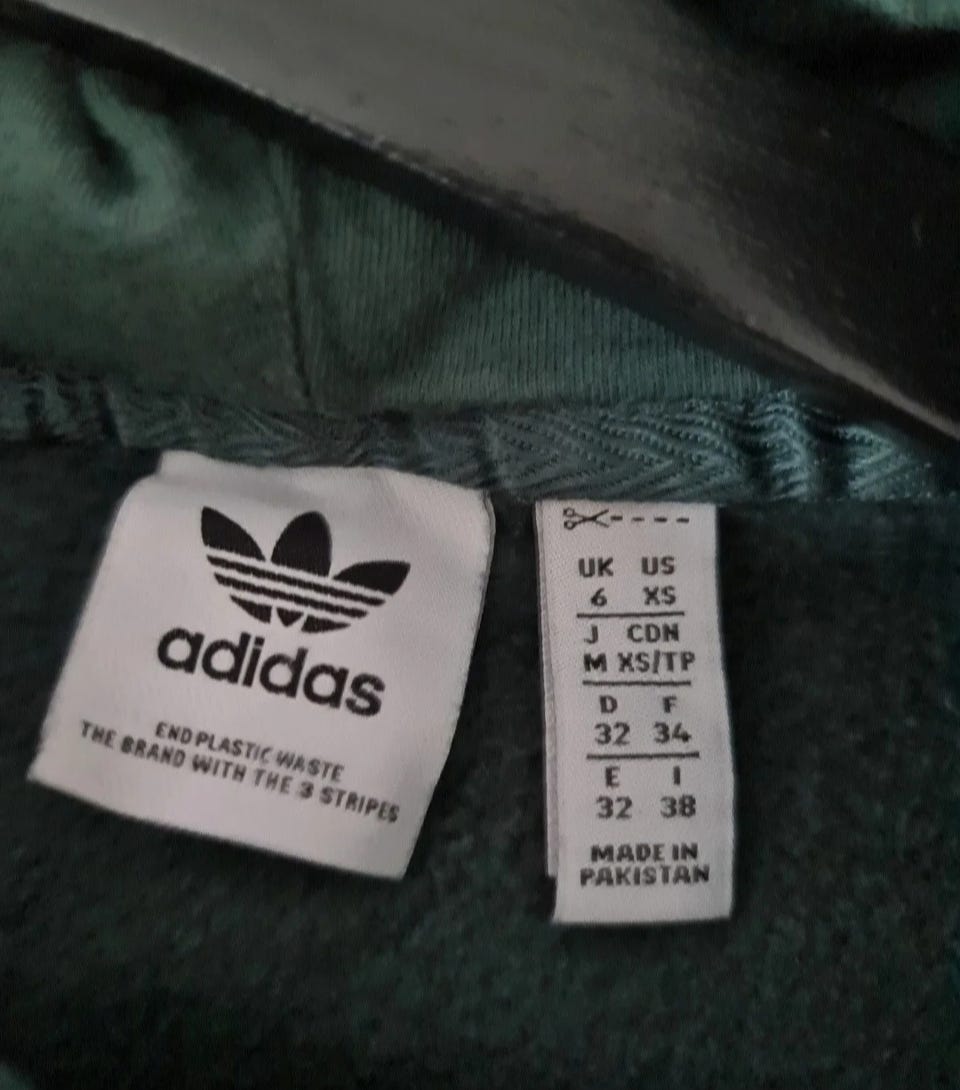 adidas
END PLASTIC WASTE
THE BRAND WITH THE 3 STRIPES
UK US
6 XS
J CDN
M XS/TP
D F
32 34
E I
32 38
MADE IN
PAKISTAN